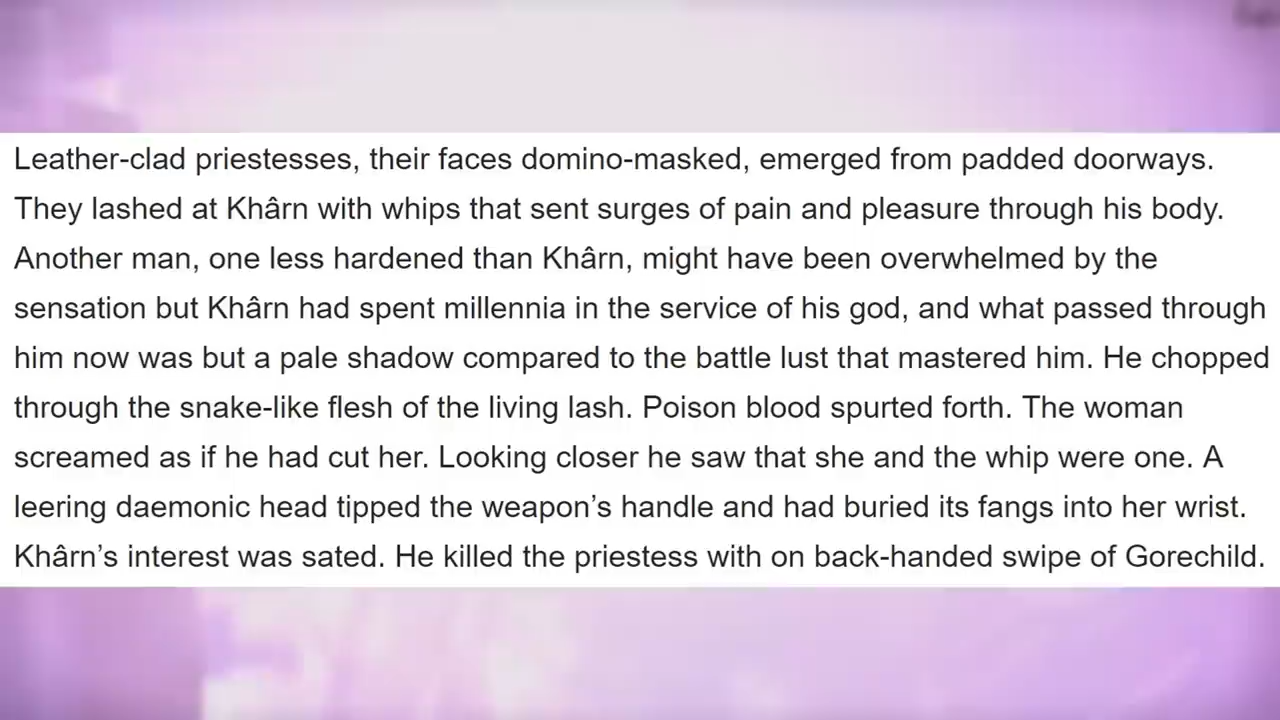 Leather-clad priestesses, their faces domino-masked, emerged from padded doorways.
They lashed at Khârn with whips that sent surges of pain and pleasure through his body.
Another man, one less hardened than Khârn, might have been overwhelmed by the
sensation but Khârn had spent millennia in the service of his god, and what passed through
him now was but a pale shadow compared to the battle lust that mastered him. He chopped
through the snake-like flesh of the living lash. Poison blood spurted forth. The woman
screamed as if he had cut her. Looking closer he saw that she and the whip were one. A
leering daemonic head tipped the weapon’s handle and had buried its fangs into her wrist.
Khârn’s interest was sated. He killed the priestess with on back-handed swipe of Gorechild.